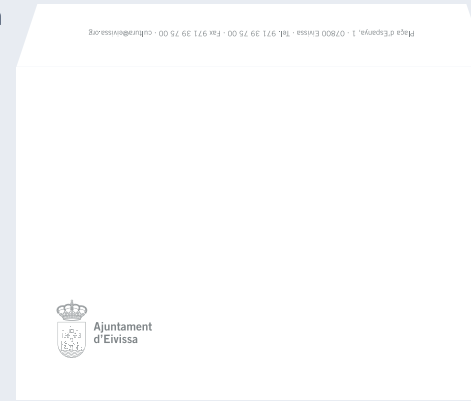 Plaça d'Espanya, 1 · 07800 Eivissa · Tel. 971 39 75 00 · Fax 971 39 75 00 · cultura@eivissa.org
Ajuntament
d'Eivissa